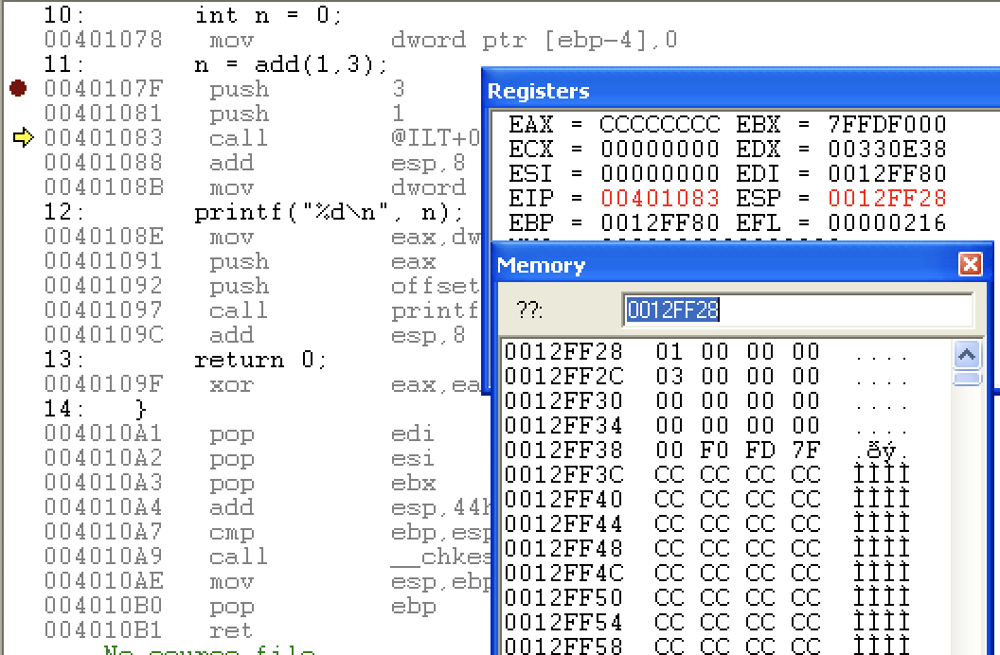 10: int n = 0;
00401078 mov dword ptr [ebp-4],0
11: n = add(1,3);
0040107F push 3
00401081 push 1
00401083 call @ILT+0
00401088 add esp,8
0040108B mov dword
12: printf("%d\n", n);
0040108E mov eax,dw
00401091 push eax
00401092 push offset
00401097 call printf
0040109C add esp,8
13: return 0;
0040109F xor eax,ea
14: }
004010A1 pop edi
004010A2 pop esi
004010A3 pop ebx
004010A4 add esp,44h
004010A7 cmp ebp,esp
004010A9 call __chkes
004010AE mov esp,ebp
004010B0 pop ebp
004010B1 ret
No source file
Registers
EAX = CCCCCCCC EBX = 7FFDF000
ECX = 00000000 EDX = 00330E38
ESI = 00000000 EDI = 0012FF80
EIP = 00401083 ESP = 0012FF28
EBP = 0012FF80 EFL = 00000216
Memory
??: 0012FF28
0012FF28 01 00 00 00 ....
0012FF2C 03 00 00 00 ....
0012FF30 00 00 00 00 ....
0012FF34 00 00 00 00 ....
0012FF38 00 F0 FD 7F .ðý.
0012FF3C CC CC CC CC ÌÌÌÌ
0012FF40 CC CC CC CC ÌÌÌÌ
0012FF44 CC CC CC CC ÌÌÌÌ
0012FF48 CC CC CC CC ÌÌÌÌ
0012FF4C CC CC CC CC ÌÌÌÌ
0012FF50 CC CC CC CC ÌÌÌÌ
0012FF54 CC CC CC CC ÌÌÌÌ
0012FF58 CC CC CC CC ÌÌÌÌ